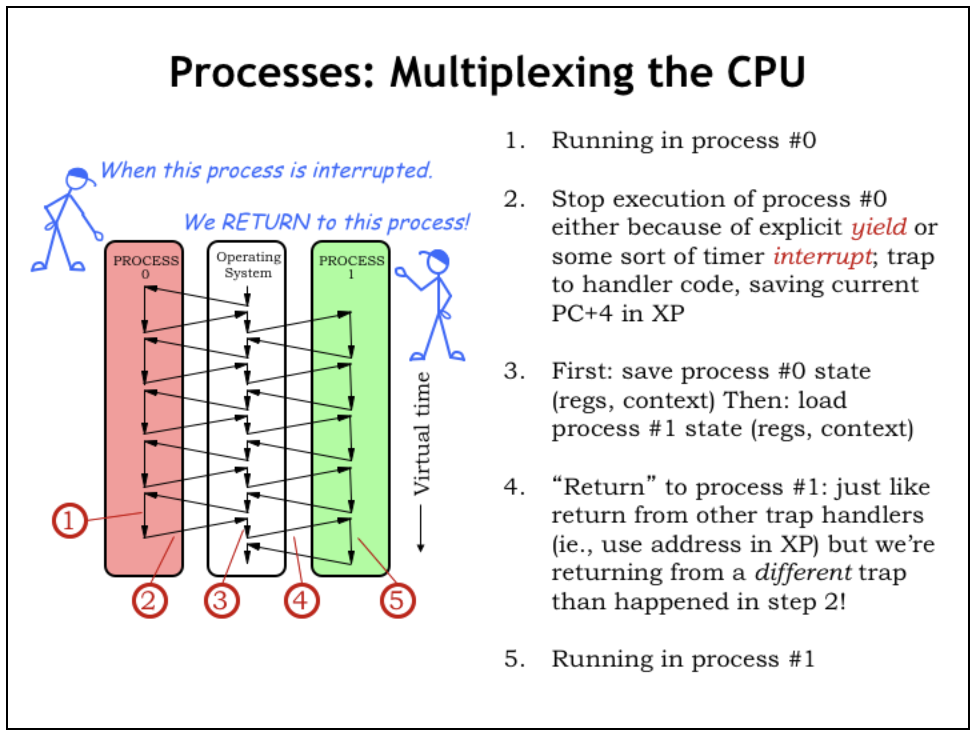 Processes: Multiplexing the CPU
When this process is interrupted.
We RETURN to this process!
PROCESS
0
Operating
System
PROCESS
1
Virtual time
1
2
3
4
5
1. Running in process #0
2. Stop execution of process #0
either because of explicit yield or
some sort of timer interrupt; trap
to handler code, saving current
PC+4 in XP
3. First: save process #0 state
(regs, context) Then: load
process #1 state (regs, context)
4. “Return” to process #1: just like
return from other trap handlers
(ie., use address in XP) but we’re
returning from a different trap
than happened in step 2!
5. Running in process #1